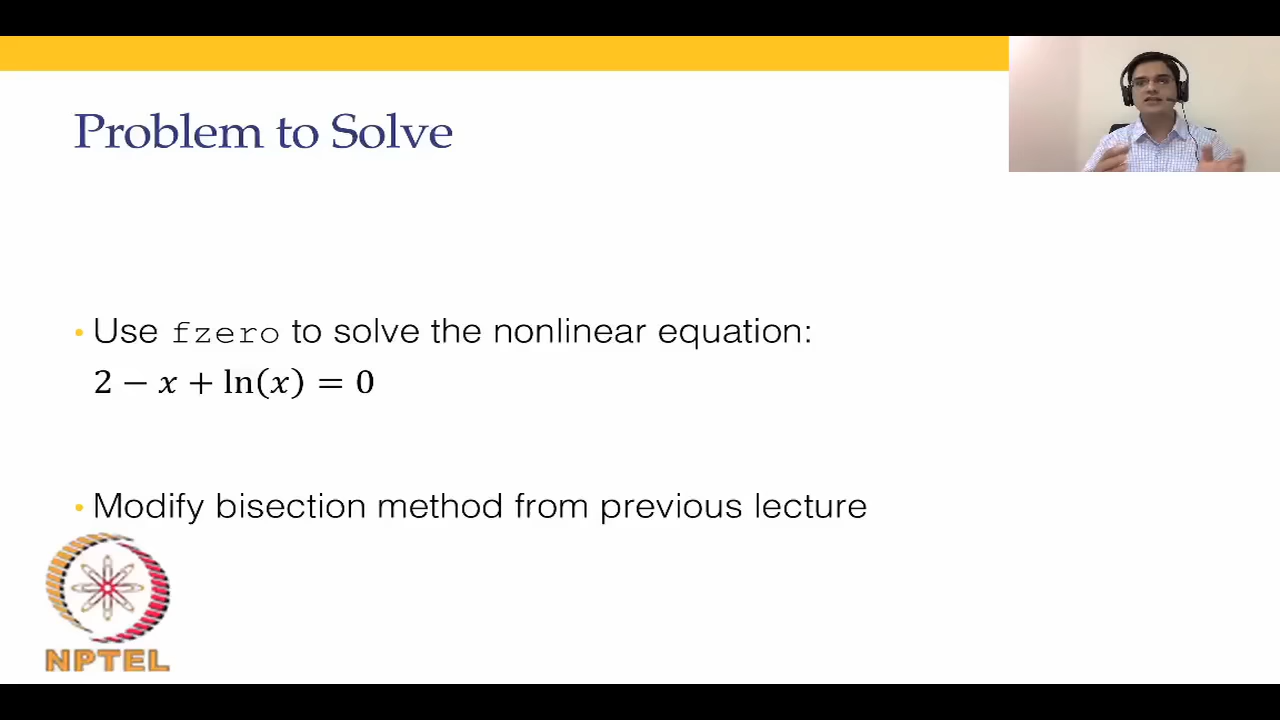 Problem to Solve
• Use fzero to solve the nonlinear equation:
2 − x + ln(x) = 0
• Modify bisection method from previous lecture
NPTEL